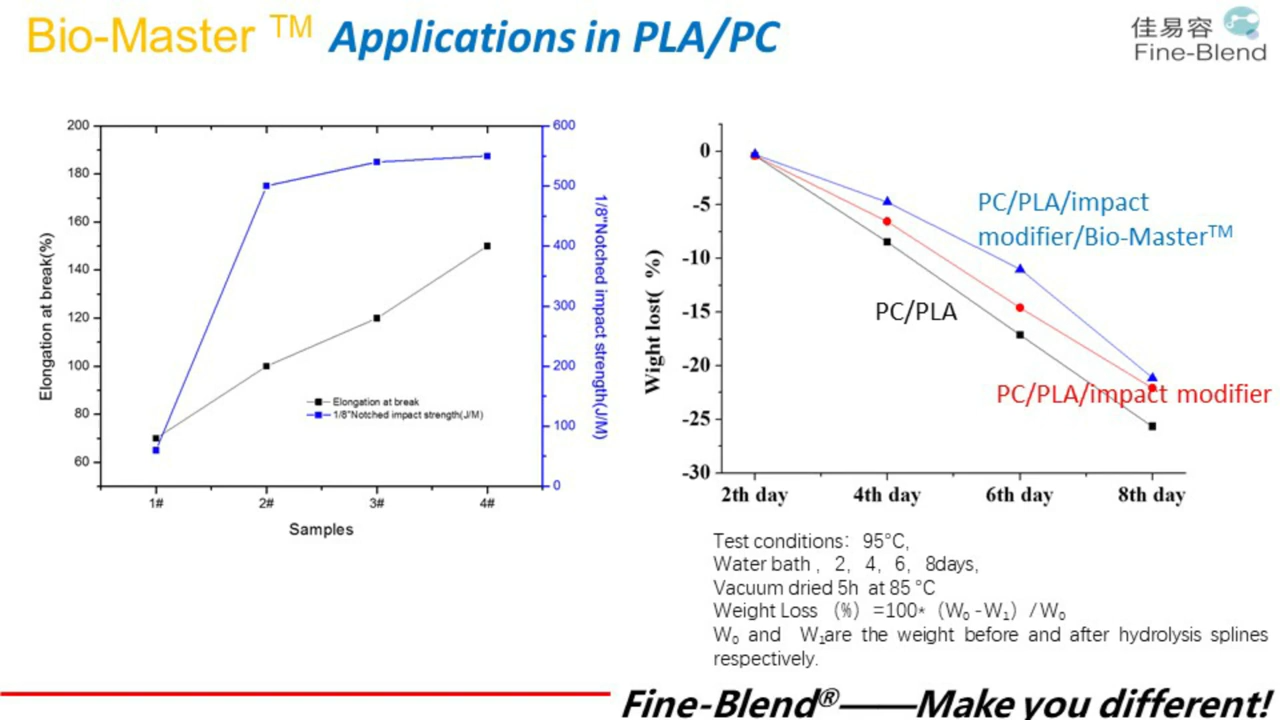 Bio-Master TM Applications in PLA/PC
佳易容
Fine-Blend
200
180
160
140
120
100
80
60
Elongation at break(%)
600
500
400
300
200
100
0
1/8"Notched impact strength(J/M)
Elongation at break
1/8"Notched impact strength(J/M)
1# 2# 3# 4#
Samples
0
-5
-10
-15
-20
-25
-30
Wight lost( %)
PC/PLA/impact
modifier/Bio-Master™
PC/PLA
PC/PLA/impact modifier
2th day 4th day 6th day 8th day
Test conditions：95°C,
Water bath , 2, 4, 6, 8days,
Vacuum dried 5h at 85 °C
Weight Loss （%）=100*（W₀ -W₁）/ W₀
W₀ and W₁are the weight before and after hydrolysis splines
respectively.
Fine-Blend®——Make you different!